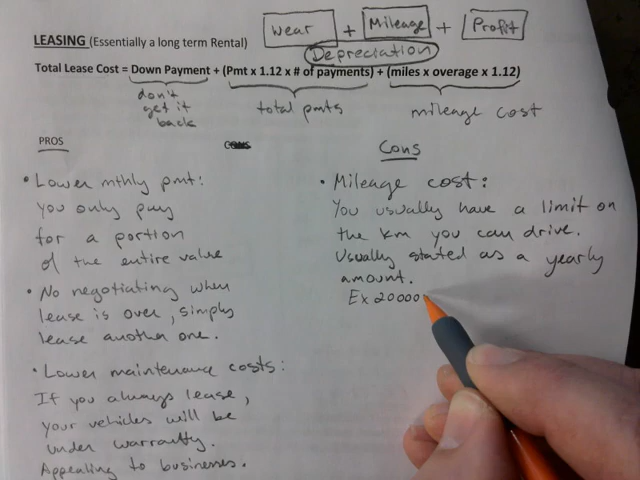 Wear + Mileage + Profit
LEASING (Essentially a long term Rental)
Depreciation
Total Lease Cost = Down Payment + (Pmt x 1.12 x # of payments) + (miles x overage x 1.12)
don't
get it
back
total pmts
mileage cost
PROS
Cons
• Lower mthly pmt:
you only pay
for a portion
of the entire value
• No negotiating when
lease is over, simply
lease another one.
• Lower maintenance costs:
If you always lease,
your vehicles will be
under warrautty.
Appealing to businesses.
• Mileage cost:
You usually have a limit on
the km you can drive.
Usually stated as a yearly
amount.
Ex 20000